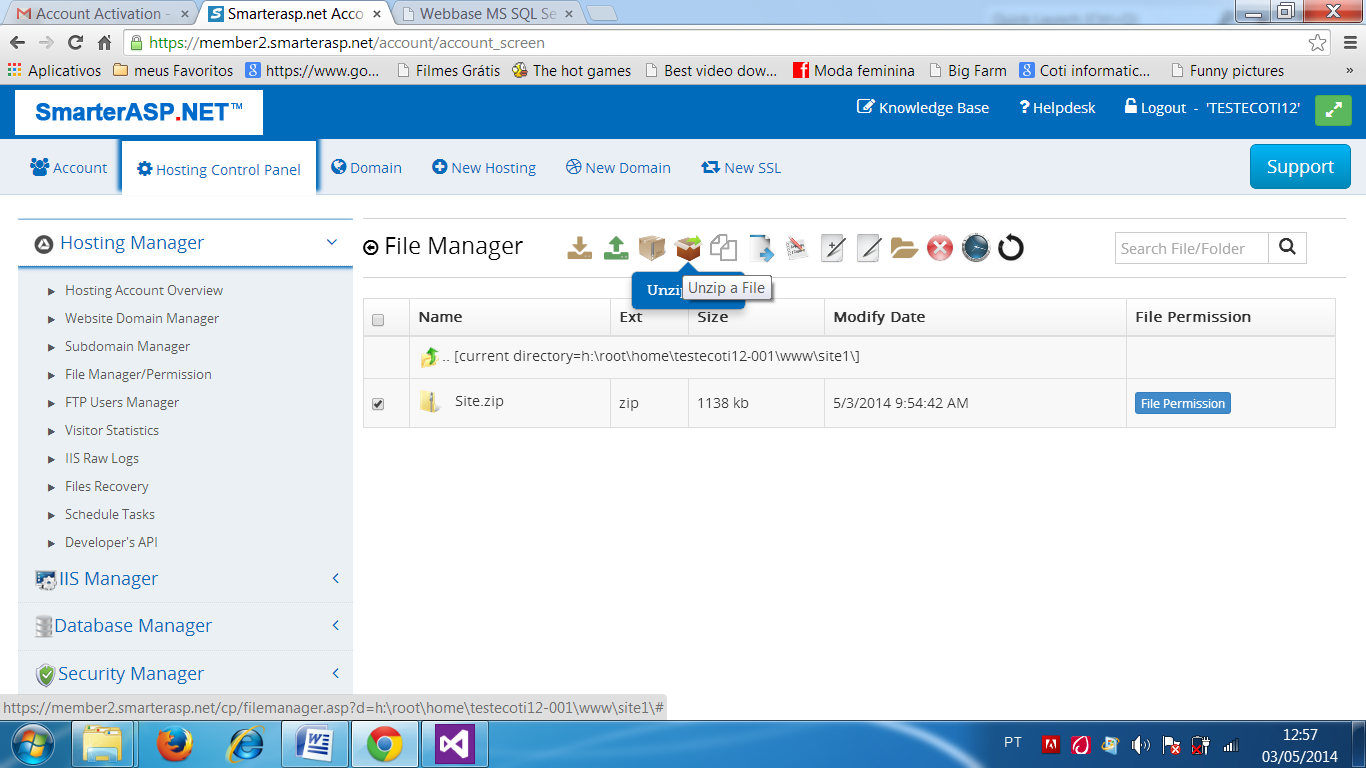 Account Activation -
Smarterasp.net Acco
Webbase MS SQL Se
https://member2.smarterasp.net/account/account_screen
Aplicativos
meus Favoritos
https://www.go...
Filmes Grátis
The hot games
Best video dow...
Moda feminina
Big Farm
Coti informatic...
Funny pictures
»
SmarterASP.NET™
Knowledge Base
Helpdesk
Logout - 'TESTECOTI12'
Account
Hosting Control Panel
Domain
New Hosting
New Domain
New SSL
Support
Hosting Manager
Hosting Account Overview
Website Domain Manager
Subdomain Manager
File Manager/Permission
FTP Users Manager
Visitor Statistics
IIS Raw Logs
Files Recovery
Schedule Tasks
Developer's API
IIS Manager
Database Manager
Security Manager
File Manager
Search File/Folder
Unzip a File
Name Ext Size Modify Date File Permission
.. [current directory=h:\root\home\testecoti12-001\www\site1\]
Site.zip zip 1138 kb 5/3/2014 9:54:42 AM File Permission
https://member2.smarterasp.net/cp/filemanager.asp?d=h:\root\home\testecoti12-001\www\site1\#
PT
12:57
03/05/2014